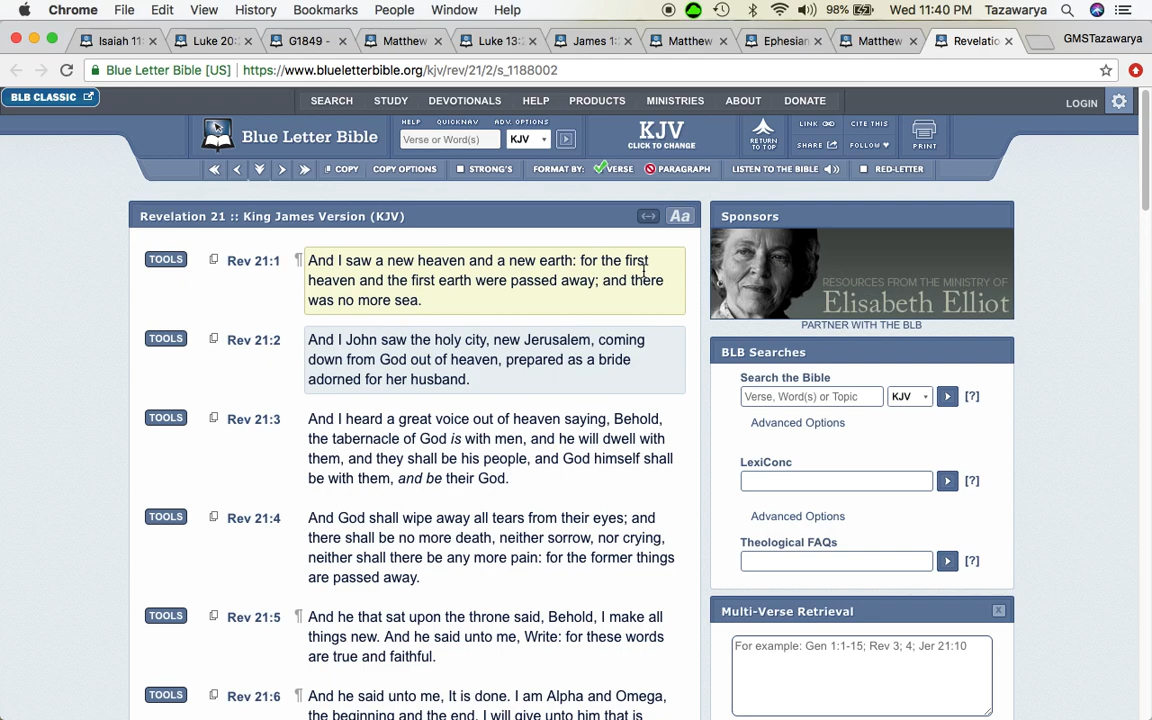 Chrome File Edit View History Bookmarks People Window Help 98% Wed 11:40 PM Tazawarya
Isaiah 11: Luke 20: G1849 - Matthew Luke 13: James 1: Matthew Ephesian Matthew Revelatio GMSTazawarya
Blue Letter Bible [US] https://www.blueletterbible.org/kjv/rev/21/2/s_1188002
BLB CLASSIC SEARCH STUDY DEVOTIONALS HELP PRODUCTS MINISTRIES ABOUT DONATE LOGIN
Blue Letter Bible
HELP QUICKNAV ADV. OPTIONS
Verse or Word(s) KJV
KJV
CLICK TO CHANGE
RETURN
TO TOP
LINK CITE THIS
SHARE FOLLOW
PRINT
COPY COPY OPTIONS STRONG'S FORMAT BY: VERSE PARAGRAPH LISTEN TO THE BIBLE RED-LETTER
Revelation 21 :: King James Version (KJV) Aa
TOOLS Rev 21:1 ¶ And I saw a new heaven and a new earth: for the first
heaven and the first earth were passed away; and there
was no more sea.
TOOLS Rev 21:2 And I John saw the holy city, new Jerusalem, coming
down from God out of heaven, prepared as a bride
adorned for her husband.
TOOLS Rev 21:3 And I heard a great voice out of heaven saying, Behold,
the tabernacle of God is with men, and he will dwell with
them, and they shall be his people, and God himself shall
be with them, and be their God.
TOOLS Rev 21:4 And God shall wipe away all tears from their eyes; and
there shall be no more death, neither sorrow, nor crying,
neither shall there be any more pain: for the former things
are passed away.
TOOLS Rev 21:5 ¶ And he that sat upon the throne said, Behold, I make all
things new. And he said unto me, Write: for these words
are true and faithful.
TOOLS Rev 21:6 ¶ And he said unto me, It is done. I am Alpha and Omega,
the beginning and the end. I will give unto him that is
Sponsors
RESOURCES FROM THE MINISTRY OF
Elisabeth Elliot
PARTNER WITH THE BLB
BLB Searches
Search the Bible
Verse, Word(s) or Topic KJV [?]
Advanced Options
LexiConc
[?]
Advanced Options
Theological FAQs
[?]
Multi-Verse Retrieval x
For example: Gen 1:1-15; Rev 3; 4; Jer 21:10